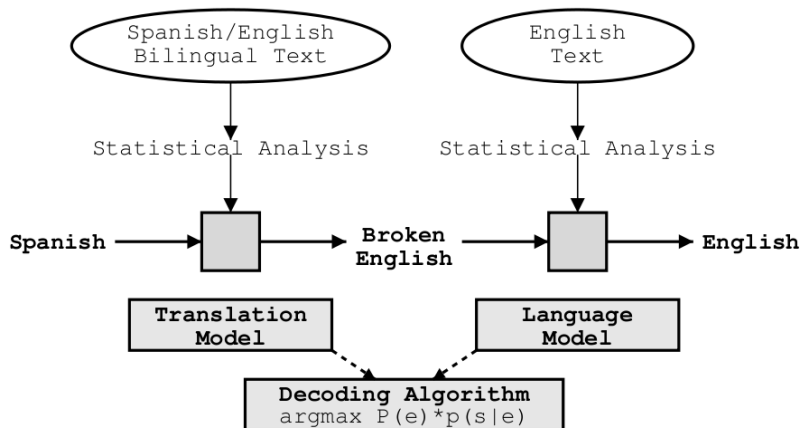 Spanish/English
Bilingual Text
English
Text
Statistical Analysis
Statistical Analysis
Spanish
Broken
English
English
Translation
Model
Language
Model
Decoding Algorithm
argmax P(e)*p(s|e)